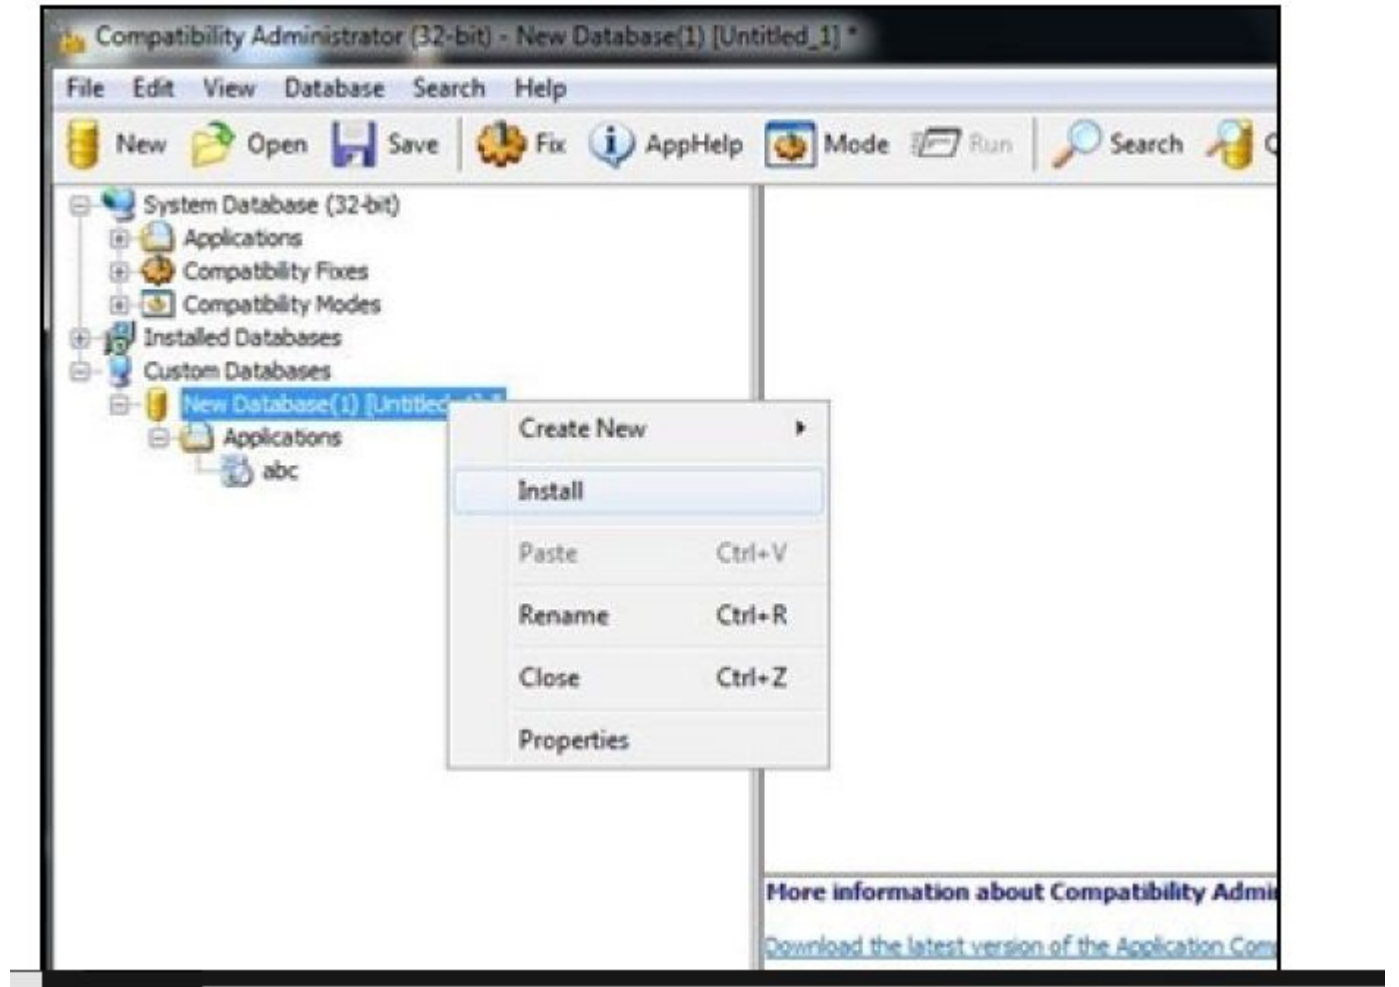 Compatibility Administrator (32-bit) - New Database(1) [Untitled_1] *
File Edit View Database Search Help
New Open Save Fix AppHelp Mode Run Search
System Database (32-bit)
Applications
Compatibility Fixes
Compatibility Modes
Installed Databases
Custom Databases
New Database(1) [Untitled_1] *
Applications
abc
Create New
Install
Paste Ctrl+V
Rename Ctrl+R
Close Ctrl+Z
Properties
More information about Compatibility Admi
Download the latest version of the Application Com